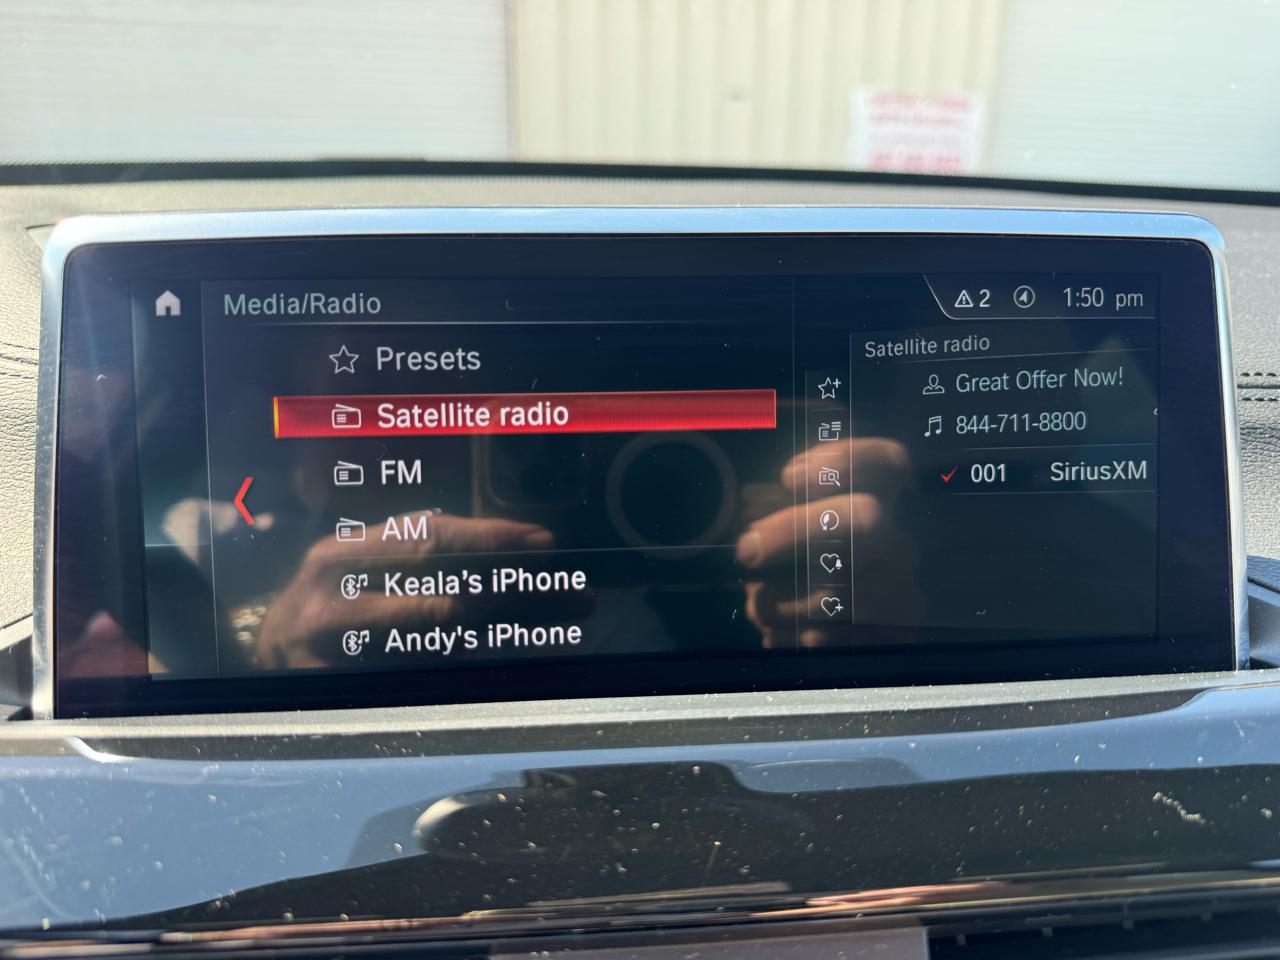 Media/Radio
2
1:50 pm
Presets
Satellite radio
FM
AM
Keala's iPhone
Andy's iPhone
Satellite radio
Great Offer Now!
844-711-8800
001 SiriusXM